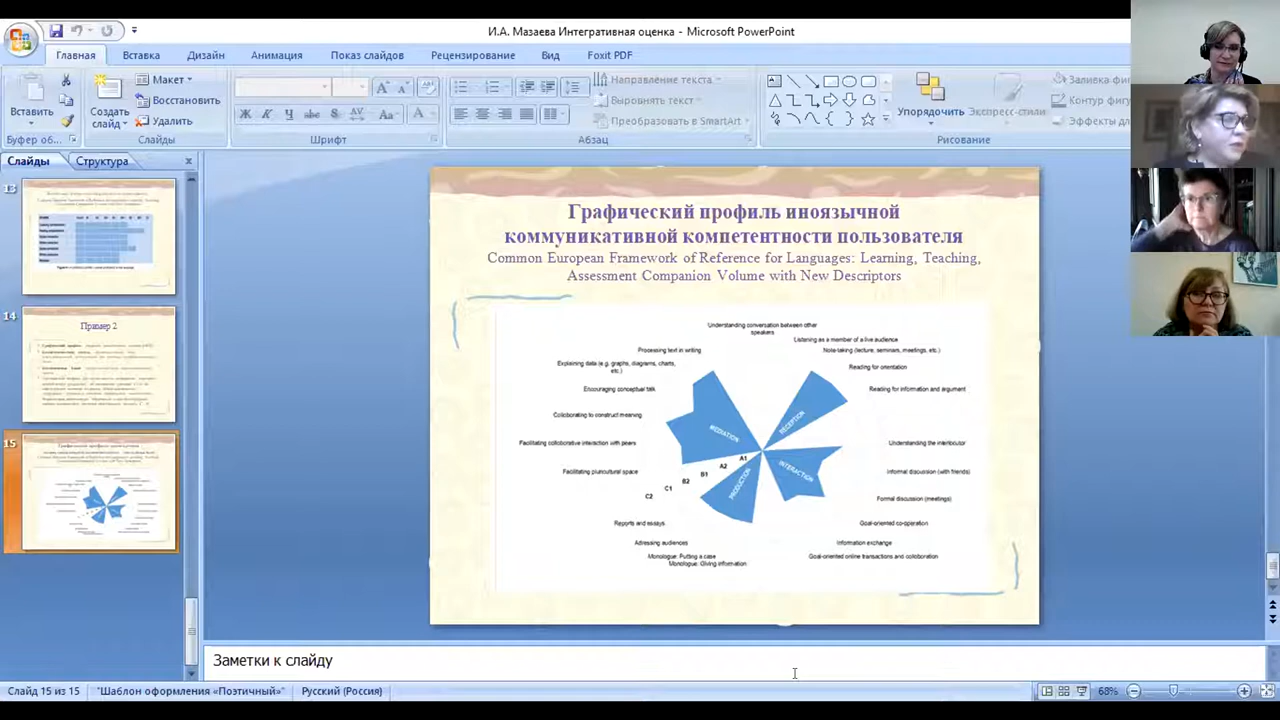 И.А. Мазаева Интегративная оценка - Microsoft PowerPoint
Главная Вставка Дизайн Анимация Показ слайдов Рецензирование Вид Foxit PDF
Вставить
Буфер об...
Создать слайд
Макет
Восстановить
Удалить
Слайды
Ж К Ч abc S AV Aa A
Шрифт
Направление текста
Выровнять текст
Преобразовать в SmartArt
Абзац
Упорядочить
Экспресс-стили
Заливка фиг
Контур фигу
Эффекты дл
Рисование
Слайды Структура
13
14
Пример 2
15
Графический профиль иноязычной
коммуникативной компетентности пользователя
Common European Framework of Reference for Languages: Learning, Teaching,
Assessment Companion Volume with New Descriptors
Understanding conversation between other
speakers
Listening as a member of a live audience
Processing text in writing
Note-taking (lecture, seminars, meetings, etc.)
Explaining data (e.g. graphs, diagrams, charts,
etc.)
Reading for orientation
Encouraging conceptual talk
Reading for information and argument
Collaborating to construct meaning
Facilitating collaborative interaction with peers
Understanding the interlocutor
Facilitating pluricultural space
Informal discussion (with friends)
Formal discussion (meetings)
MEDIATION
RECEPTION
INTERACTION
PRODUCTION
A1
A2
B1
B2
C1
C2
Reports and essays
Goal-oriented co-operation
Adressing audiences
Information exchange
Monologue: Putting a case
Goal-oriented online transactions and colloboration
Monologue: Giving information
Заметки к слайду
Слайд 15 из 15 "Шаблон оформления «Поэтичный»" Русский (Россия) 68%